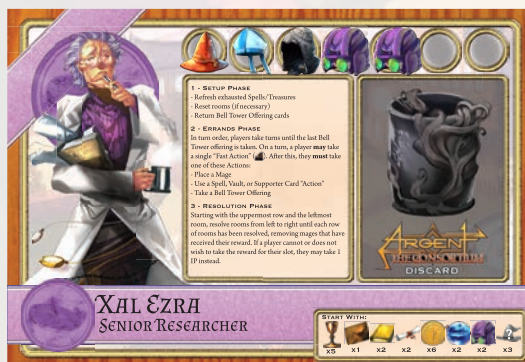 1 - Setup Phase
- Refresh exhausted Spells/Treasures
- Reset rooms (if necessary)
- Return Bell Tower Offering cards
2 - Errands Phase
In turn order, players take turns until the last Bell
Tower offering is taken. On a turn, a player may take
a single "Fast Action" ( ). After this, they must take
one of these Actions:
- Place a Mage
- Use a Spell, Vault, or Supporter Card "Action"
- Take a Bell Tower Offering
3 - Resolution Phase
Starting with the uppermost row and the leftmost
room, resolve rooms from left to right until each row
of rooms has been resolved, removing mages that have
received their reward. If a player cannot or does not
wish to take the reward for their slot, they may take 1
IP instead.
Argent
The Consortium
Discard
Xal Ezra
Senior Researcher
Start With:
x5 x1 x2 x2 x6 x2 x2 x3